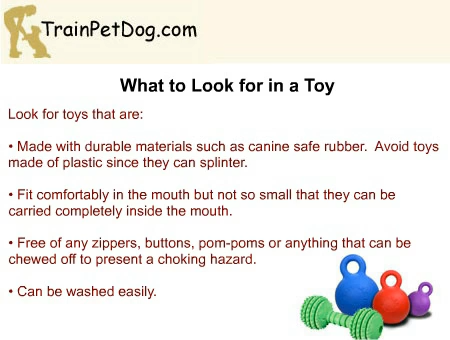 TrainPetDog.com
What to Look for in a Toy
Look for toys that are:
• Made with durable materials such as canine safe rubber.  Avoid toys
made of plastic since they can splinter.
• Fit comfortably in the mouth but not so small that they can be
carried completely inside the mouth.
• Free of any zippers, buttons, pom-poms or anything that can be
chewed off to present a choking hazard.
• Can be washed easily.